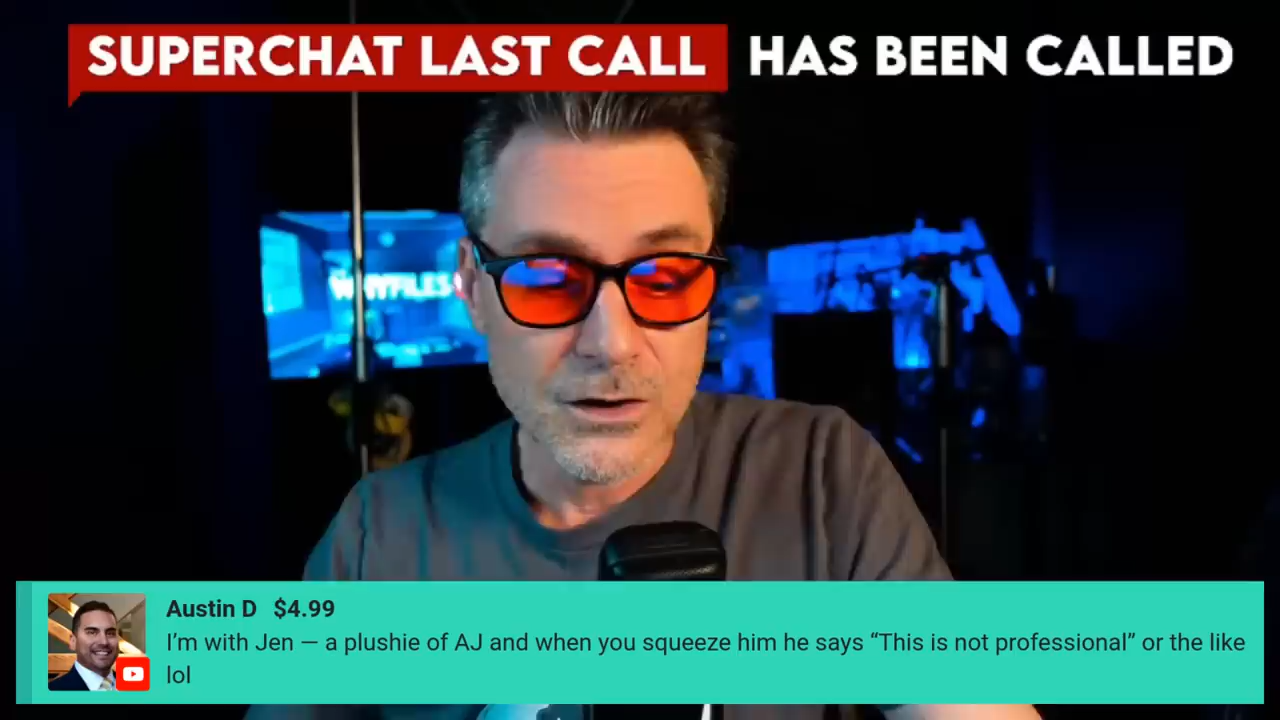 SUPERCHAT LAST CALL HAS BEEN CALLED
WHYFILES
Austin D $4.99
I’m with Jen — a plushie of AJ and when you squeeze him he says “This is not professional” or the like
lol